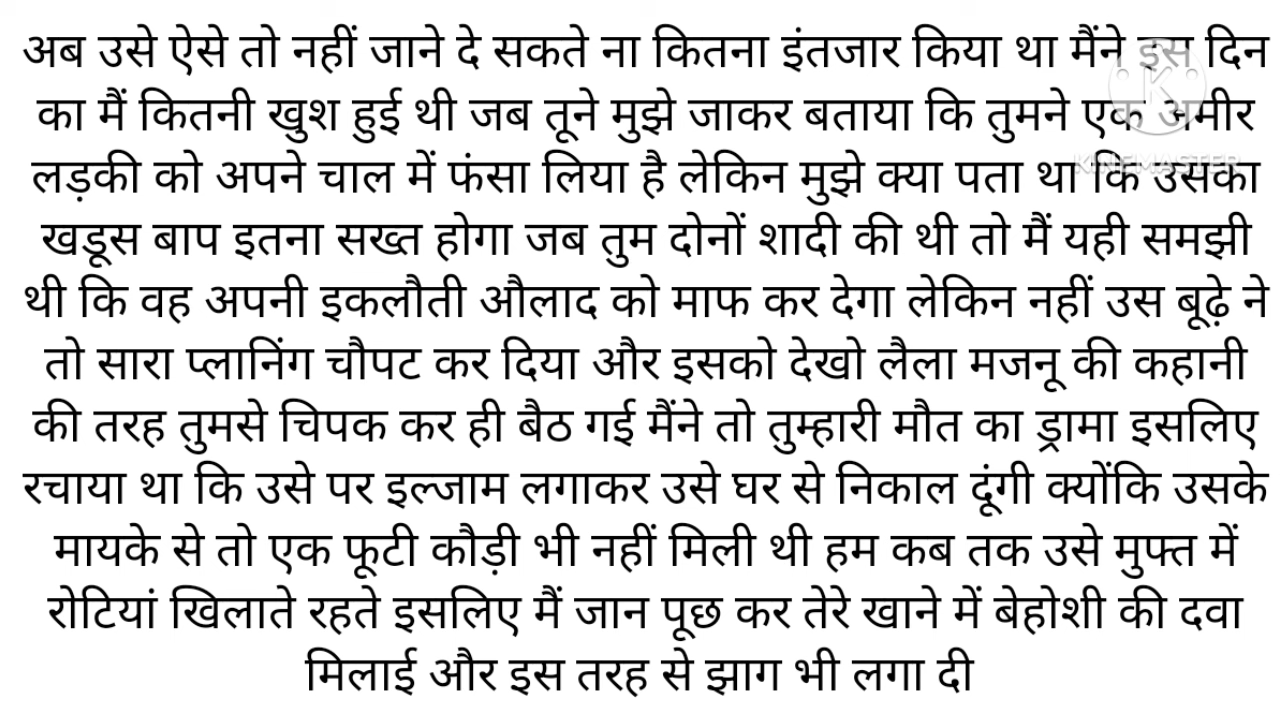 अब उसे ऐसे तो नहीं जाने दे सकते ना कितना इंतजार किया था मैंने इस दिन
का मैं कितनी खुश हुई थी जब तूने मुझे जाकर बताया कि तुमने एक अमीर
लड़की को अपने चाल में फंसा लिया है लेकिन मुझे क्या पता था कि उसका
खडूस बाप इतना सख्त होगा जब तुम दोनों शादी की थी तो मैं यही समझी
थी कि वह अपनी इकलौती औलाद को माफ कर देगा लेकिन नहीं उस बूढ़े ने
तो सारा प्लानिंग चौपट कर दिया और इसको देखो लैला मजनू की कहानी
की तरह तुमसे चिपक कर ही बैठ गई मैंने तो तुम्हारी मौत का ड्रामा इसलिए
रचाया था कि उसे पर इल्जाम लगाकर उसे घर से निकाल दूंगी क्योंकि उसके
मायके से तो एक फूटी कौड़ी भी नहीं मिली थी हम कब तक उसे मुफ्त में
रोटियां खिलाते रहते इसलिए मैं जान पूछ कर तेरे खाने में बेहोशी की दवा
मिलाई और इस तरह से झाग भी लगा दी
K
KINEMASTER